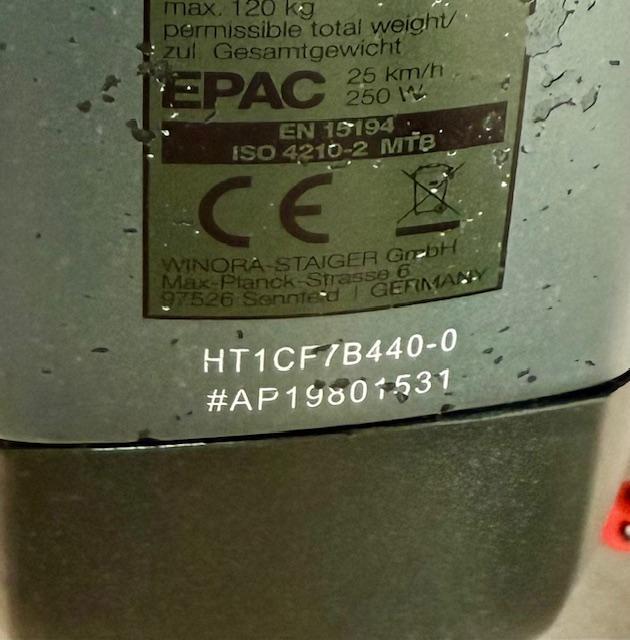 max. 120 kg
permissible total weight/
zul. Gesamtgewicht
EPAC 25 km/h
250 W
EN 15194
ISO 4210-2 MTB
CE
WINORA-STAIGER GmbH
Max-Planck-Strasse 6
97526 Sennfeld | GERMANY
HT1CF7B440-0
#AP19801531